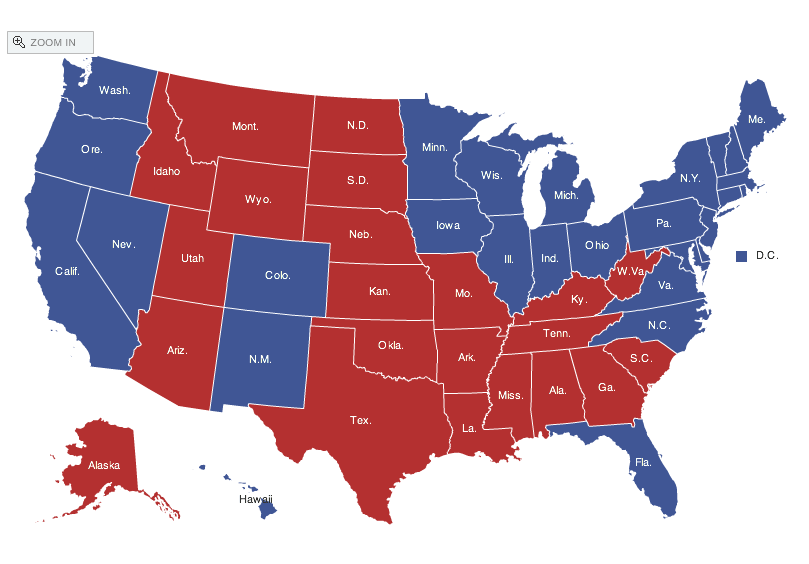 ZOOM IN
Wash.
Mont.
N.D.
Minn.
Me.
Ore.
Idaho
S.D.
Wis.
Mich.
N.Y.
Wyo.
Neb.
Iowa
Pa.
Nev.
Utah
Colo.
Ill.
Ind.
Ohio
D.C.
Calif.
Kan.
Mo.
W.Va
Va.
Ky.
N.C.
Ariz.
N.M.
Okla.
Ark.
Tenn.
S.C.
Tex.
La.
Miss.
Ala.
Ga.
Alaska
Hawaii
Fla.